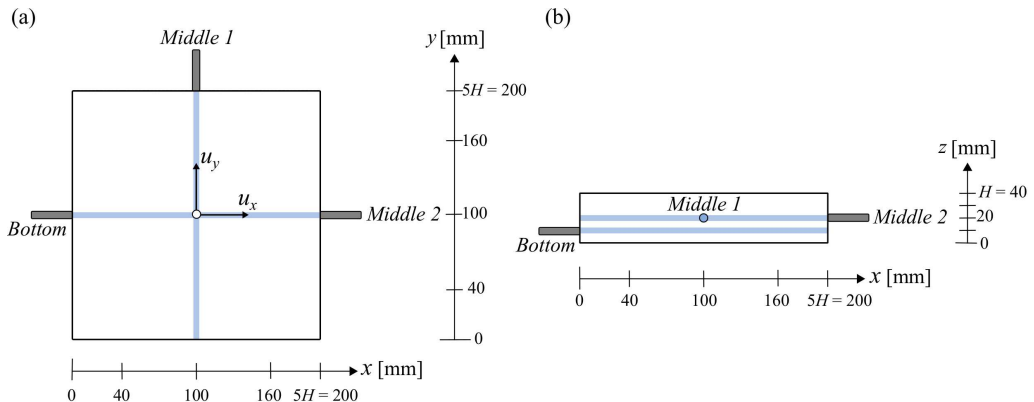 (a)
Middle 1
y [mm]
5H = 200
160
u_y
u_x
100
Bottom
Middle 2
40
0
x [mm]
0 40 100 160 5H = 200
(b)
z [mm]
H = 40
Middle 1
20
Middle 2
Bottom
0
x [mm]
0 40 100 160 5H = 200